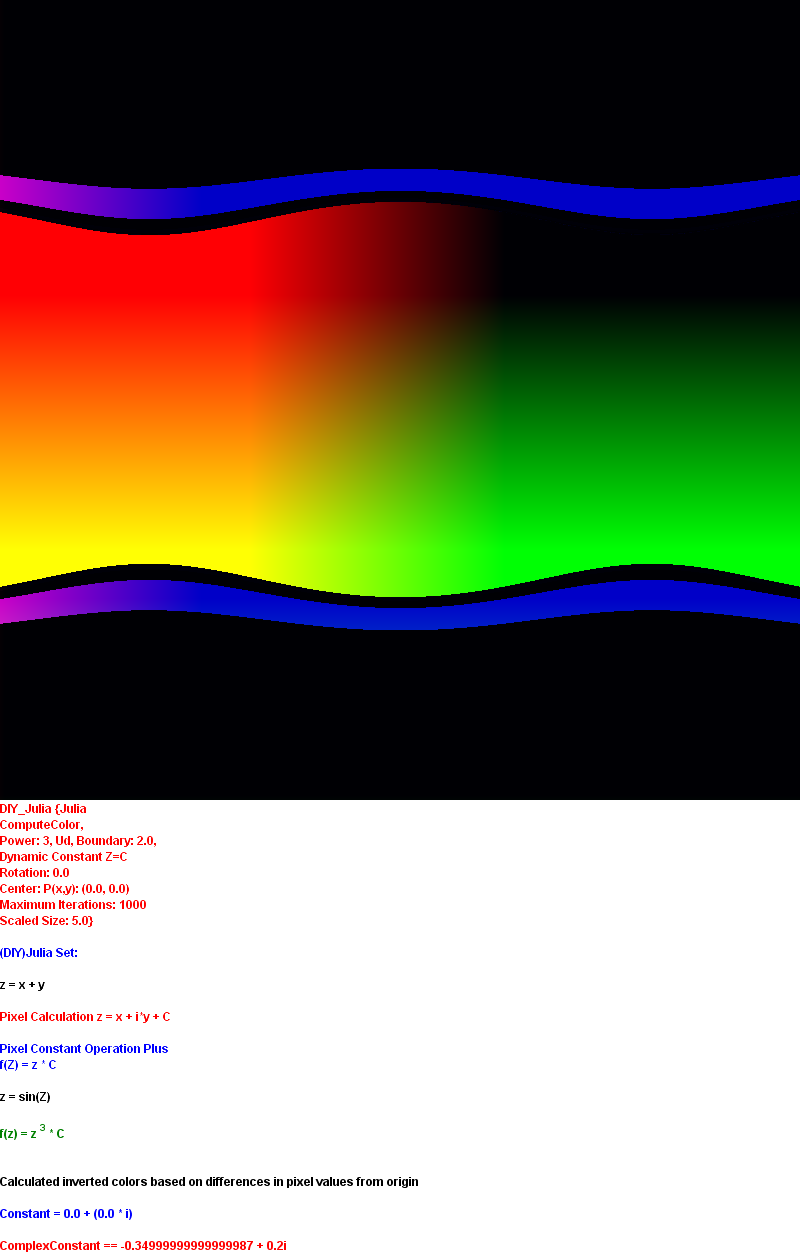 DIY_Julia {Julia
ComputeColor,
Power: 3, Ud, Boundary: 2.0,
Dynamic Constant Z=C
Rotation: 0.0
Center: P(x,y): (0.0, 0.0)
Maximum Iterations: 1000
Scaled Size: 5.0}
(DIY)Julia Set:
z = x + y
Pixel Calculation z = x + i*y + C
Pixel Constant Operation Plus
f(Z) = z * C
z = sin(Z)
f(z) = z ³ * C
Calculated inverted colors based on differences in pixel values from origin
Constant = 0.0 + (0.0 * i)
ComplexConstant == -0.34999999999999987 + 0.2i